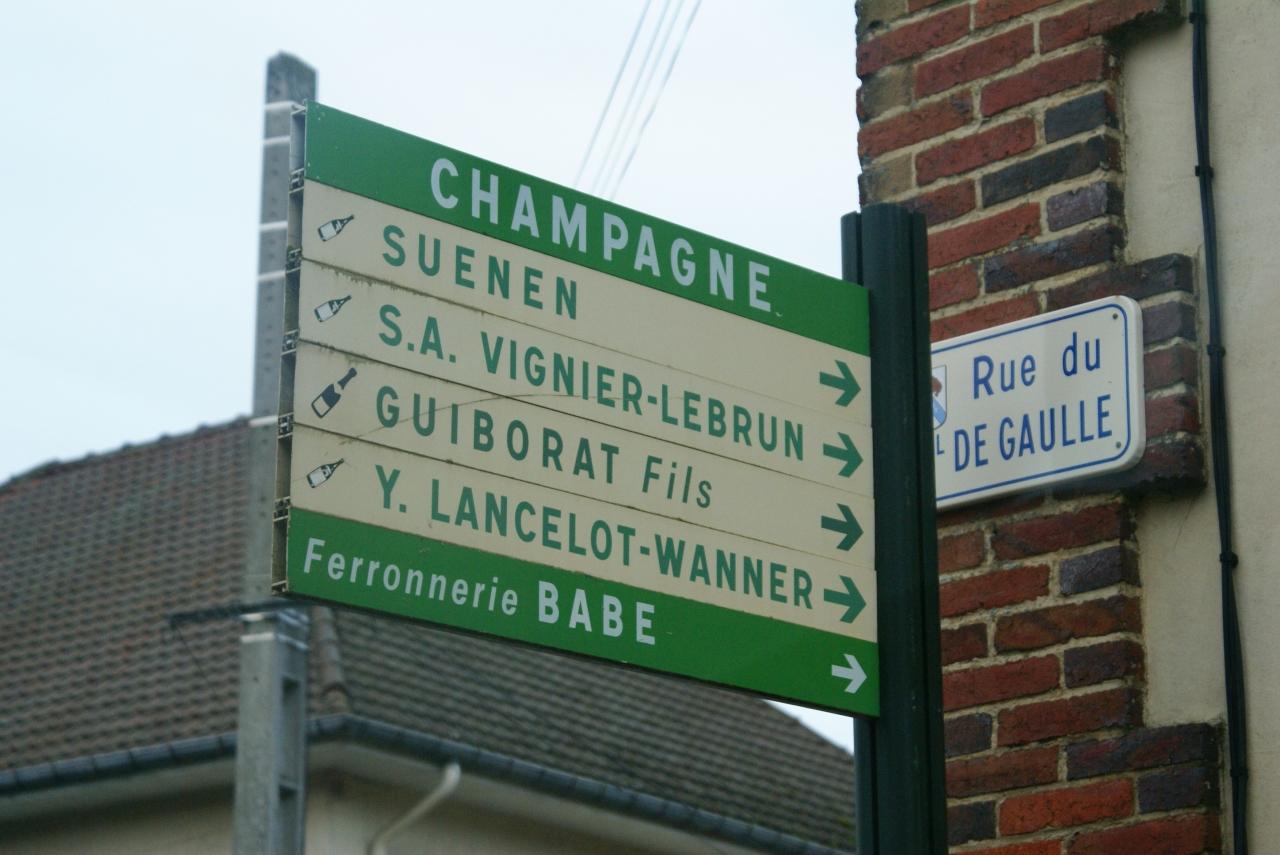 CHAMPAGNE
SUENEN
S.A. VIGNIER-LEBRUN
GUIBORAT Fils
Y. LANCELOT-WANNER
Ferronnerie BABE
Rue du
L DE GAULLE